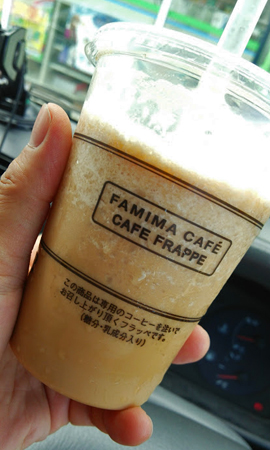 FAMIMA CAFÉ
CAFE FRAPPE
この商品は専用のコーヒーを注いで
お召し上がり頂くフラッペです。
(糖分・乳成分入り)